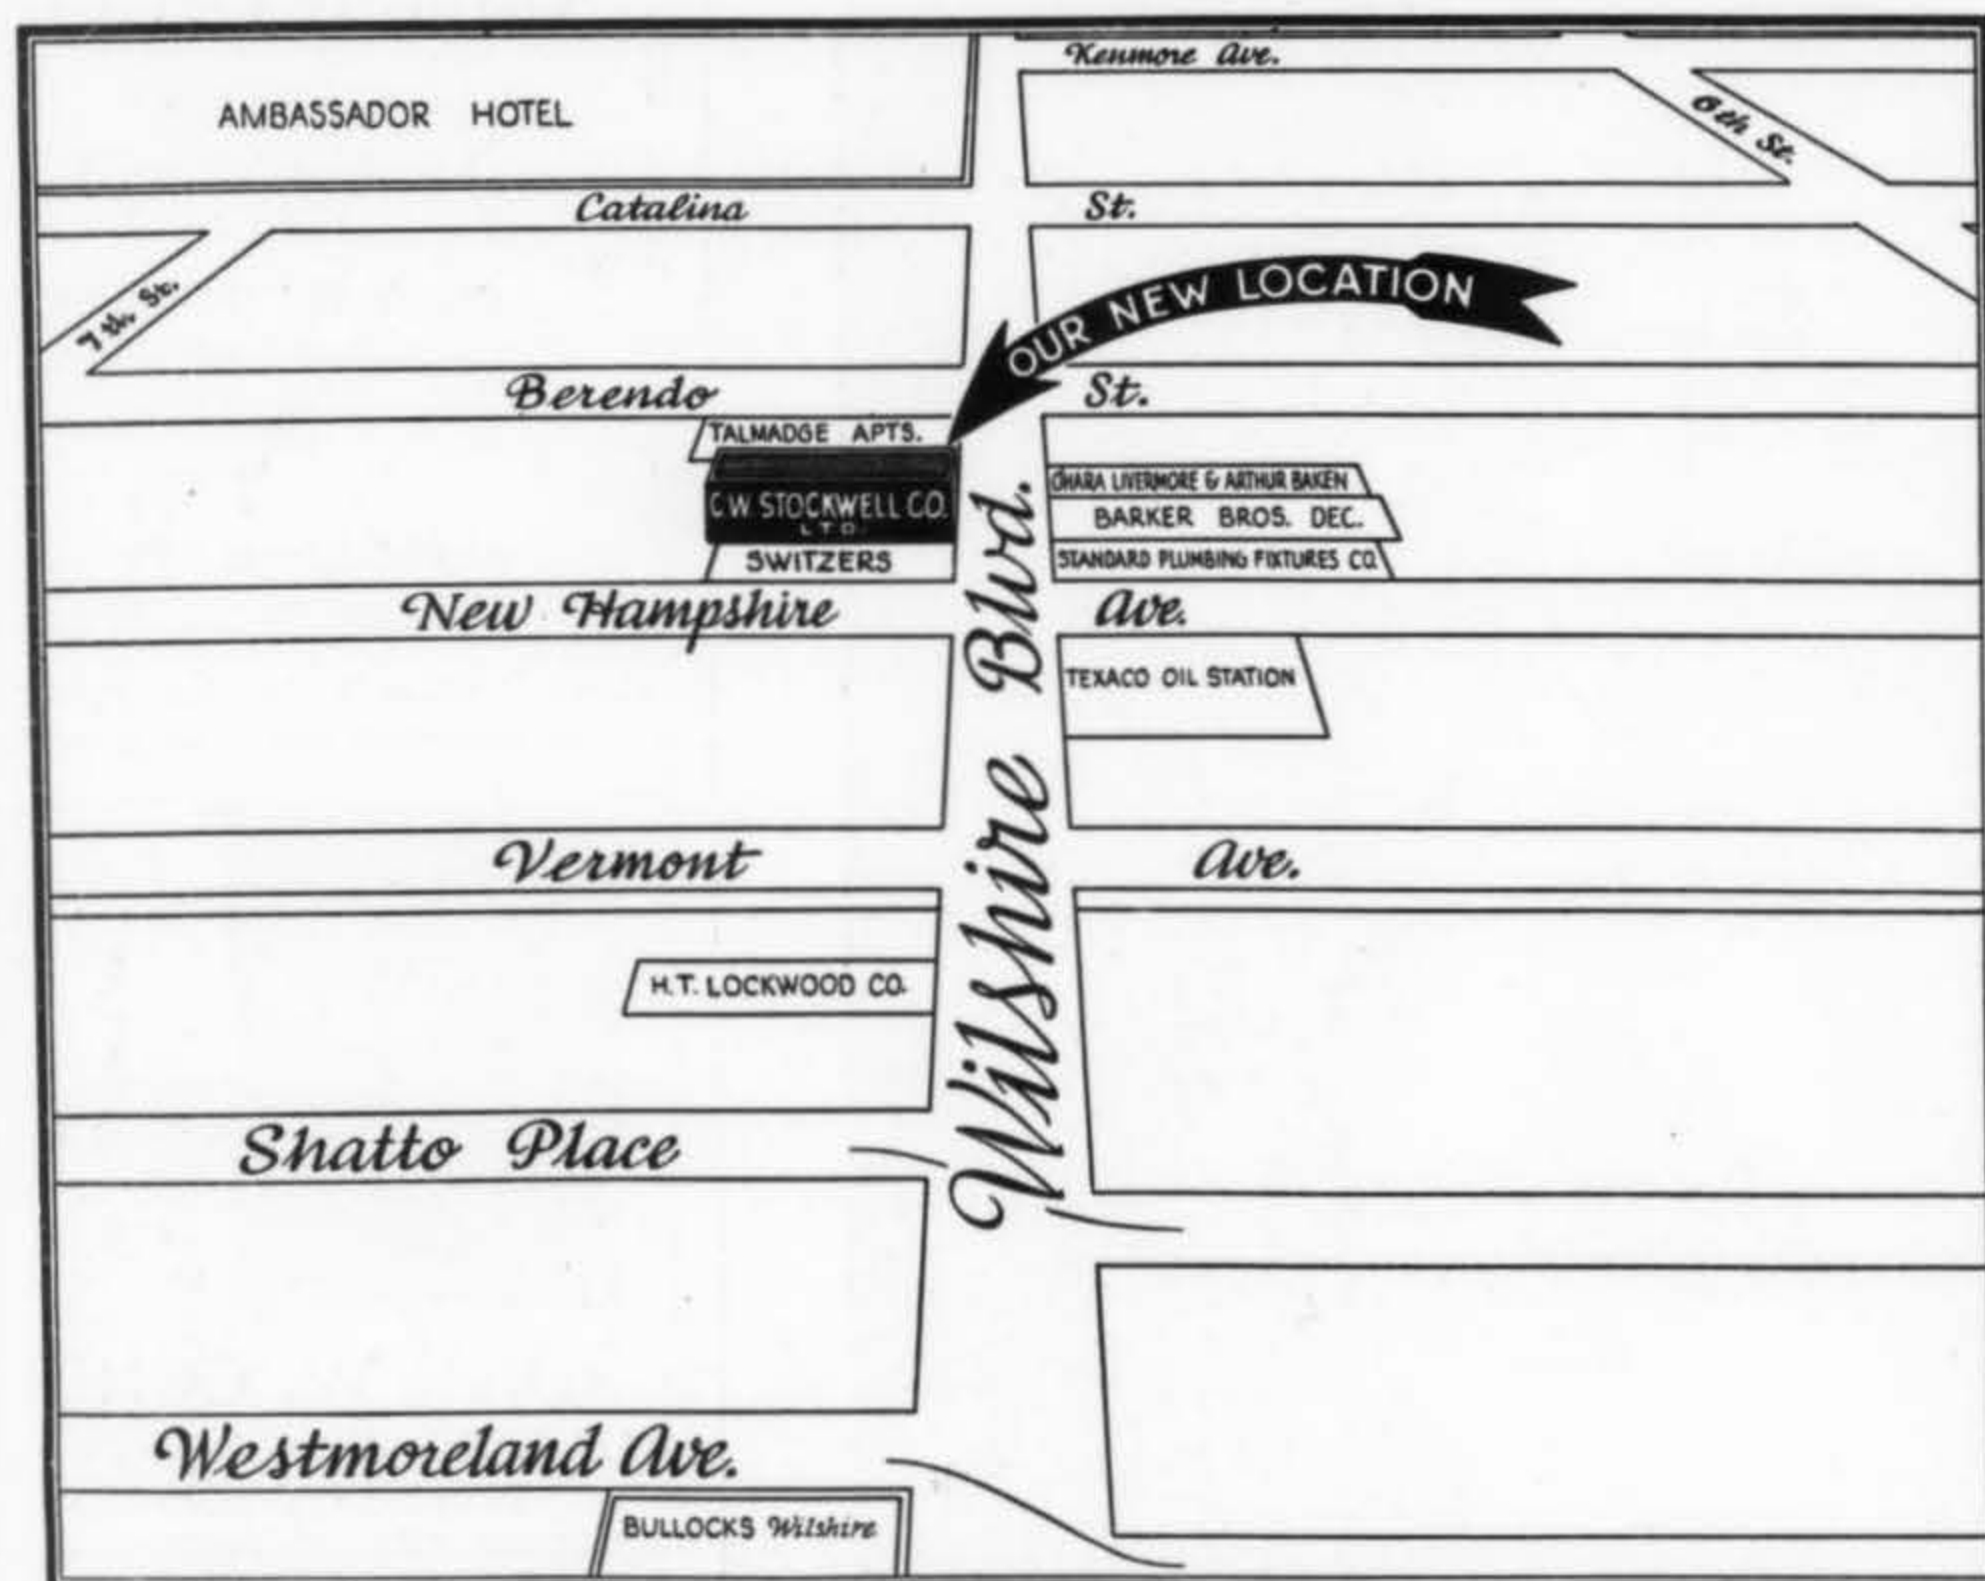 Kenmore Ave.
AMBASSADOR HOTEL
6th St.
Catalina St.
7th St.
OUR NEW LOCATION
Berendo St.
TALMADGE APTS.
C.W. STOCKWELL CO.
LTD.
SWITZERS
OHARA LIVERMORE & ARTHUR BAKEN
BARKER BROS. DEC.
STANDARD PLUMBING FIXTURES CO.
New Hampshire Ave.
TEXACO OIL STATION
Wilshire Blvd.
Vermont Ave.
H.T. LOCKWOOD CO.
Shatto Place
Westmoreland Ave.
BULLOCKS Wilshire